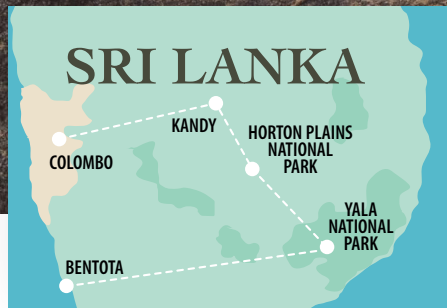 SRI LANKA
KANDY
COLOMBO
HORTON PLAINS
NATIONAL
PARK
YALA
NATIONAL
PARK
BENTOTA